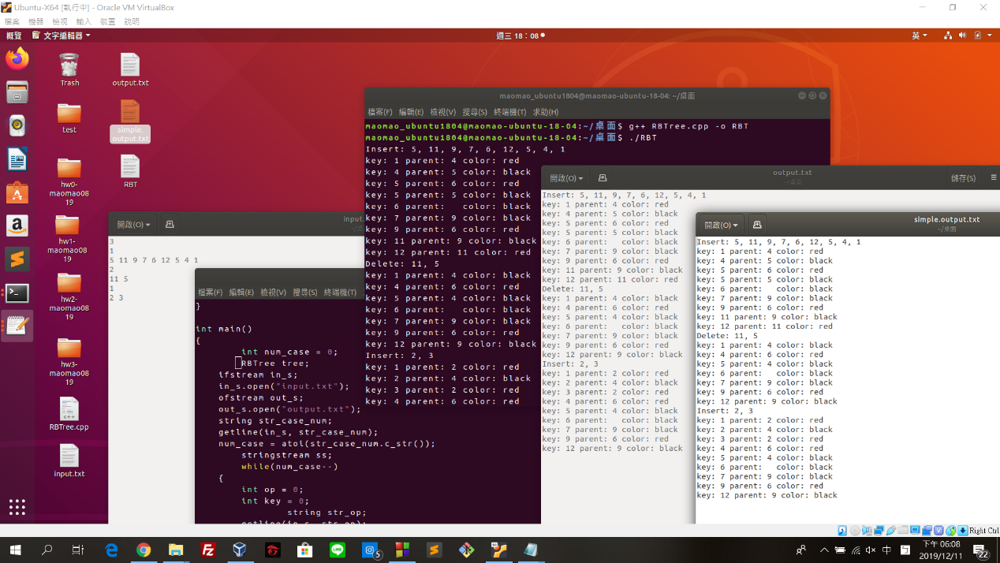 Ubuntu-X64 [執行中] - Oracle VM VirtualBox
檔案 機器 檢視 輸入 裝置 說明
概覽 文字編輯器 週三 18:08 英
Trash
output.txt
test
simple.
output.txt
hw0-
maomao08
19
RBT
hw1-
maomao08
19
hw2-
maomao08
19
hw3-
maomao08
19
RBTree.cpp
input.txt
開啟(O)
input.
3
1
5 11 9 7 6 12 5 4 1
2
11 5
1
2 3
檔案(F) 編輯(E) 檢視(V) 搜尋(S) 終端機(T)
}
int main()
{
int num_case = 0;
RBTree tree;
ifstream in_s;
in_s.open("input.txt");
ofstream out_s;
out_s.open("output.txt");
string str_case_num;
getline(in_s, str_case_num);
num_case = atoi(str_case_num.c_str());
stringstream ss;
while(num_case--)
{
int op = 0;
int key = 0;
string str_op;
getline(in_s, str_op);
maomao_ubuntu1804@maomao-ubuntu-18-04: ~/桌面
檔案(F) 編輯(E) 檢視(V) 搜尋(S) 終端機(T) 求助(H)
maomao_ubuntu1804@maomao-ubuntu-18-04:~/桌面$ g++ RBTree.cpp -o RBT
maomao_ubuntu1804@maomao-ubuntu-18-04:~/桌面$ ./RBT
Insert: 5, 11, 9, 7, 6, 12, 5, 4, 1
key: 1 parent: 4 color: red
key: 4 parent: 5 color: black
key: 5 parent: 6 color: red
key: 5 parent: 5 color: black
key: 6 parent:   color: black
key: 7 parent: 9 color: black
key: 9 parent: 6 color: red
key: 11 parent: 9 color: black
key: 12 parent: 11 color: red
Delete: 11, 5
key: 1 parent: 4 color: black
key: 4 parent: 6 color: red
key: 5 parent: 4 color: black
key: 6 parent:   color: black
key: 7 parent: 9 color: black
key: 9 parent: 6 color: red
key: 12 parent: 9 color: black
Insert: 2, 3
key: 1 parent: 2 color: red
key: 2 parent: 4 color: black
key: 3 parent: 2 color: red
key: 4 parent: 6 color: red
開啟(O) output.txt 儲存(S)
~/桌面
Insert: 5, 11, 9, 7, 6, 12, 5, 4, 1
key: 1 parent: 4 color: red
key: 4 parent: 5 color: black
key: 5 parent: 6 color: red
key: 5 parent: 5 color: black
key: 6 parent:   color: black
key: 7 parent: 9 color: black
key: 9 parent: 6 color: red
key: 11 parent: 9 color: black
key: 12 parent: 11 color: red
Delete: 11, 5
key: 1 parent: 4 color: black
key: 4 parent: 6 color: red
key: 5 parent: 4 color: black
key: 6 parent:   color: black
key: 7 parent: 9 color: black
key: 9 parent: 6 color: red
key: 12 parent: 9 color: black
Insert: 2, 3
key: 1 parent: 2 color: red
key: 2 parent: 4 color: black
key: 3 parent: 2 color: red
key: 4 parent: 6 color: red
key: 5 parent: 4 color: black
key: 6 parent:   color: black
key: 7 parent: 9 color: black
key: 9 parent: 6 color: red
key: 12 parent: 9 color: black
開啟(O) simple.output.txt
~/桌面
Insert: 5, 11, 9, 7, 6, 12, 5, 4, 1
key: 1 parent: 4 color: red
key: 4 parent: 5 color: black
key: 5 parent: 6 color: red
key: 5 parent: 5 color: black
key: 6 parent:   color: black
key: 7 parent: 9 color: black
key: 9 parent: 6 color: red
key: 11 parent: 9 color: black
key: 12 parent: 11 color: red
Delete: 11, 5
key: 1 parent: 4 color: black
key: 4 parent: 6 color: red
key: 5 parent: 4 color: black
key: 6 parent:   color: black
key: 7 parent: 9 color: black
key: 9 parent: 6 color: red
key: 12 parent: 9 color: black
Insert: 2, 3
key: 1 parent: 2 color: red
key: 2 parent: 4 color: black
key: 3 parent: 2 color: red
key: 4 parent: 6 color: red
key: 5 parent: 4 color: black
key: 6 parent:   color: black
key: 7 parent: 9 color: black
key: 9 parent: 6 color: red
key: 12 parent: 9 color: black
Right Ctrl
LINE
5
中
下午 06:08
2019/12/11
22